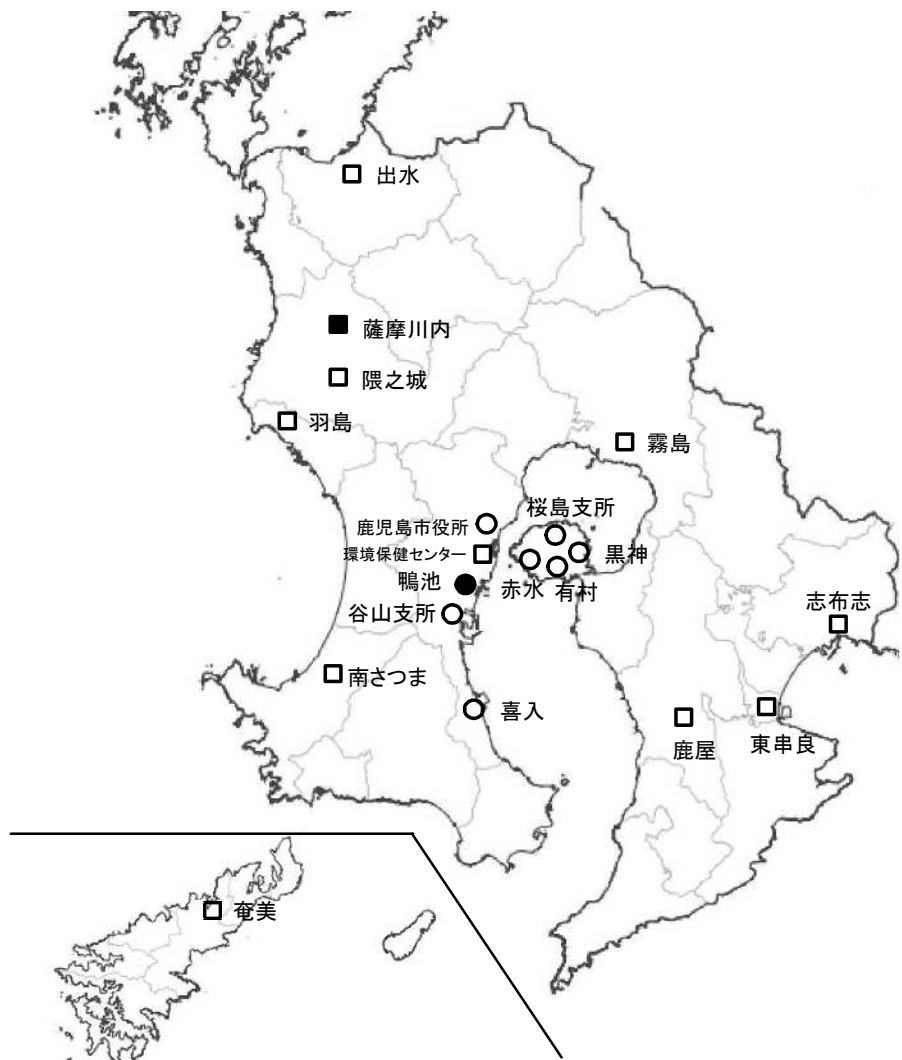 出水
薩摩川内
隈之城
羽島
霧島
桜島支所
鹿児島市役所
環境保健センター
黒神
鴨池
赤水
有村
志布志
谷山支所
南さつま
喜入
鹿屋
東串良
奄美